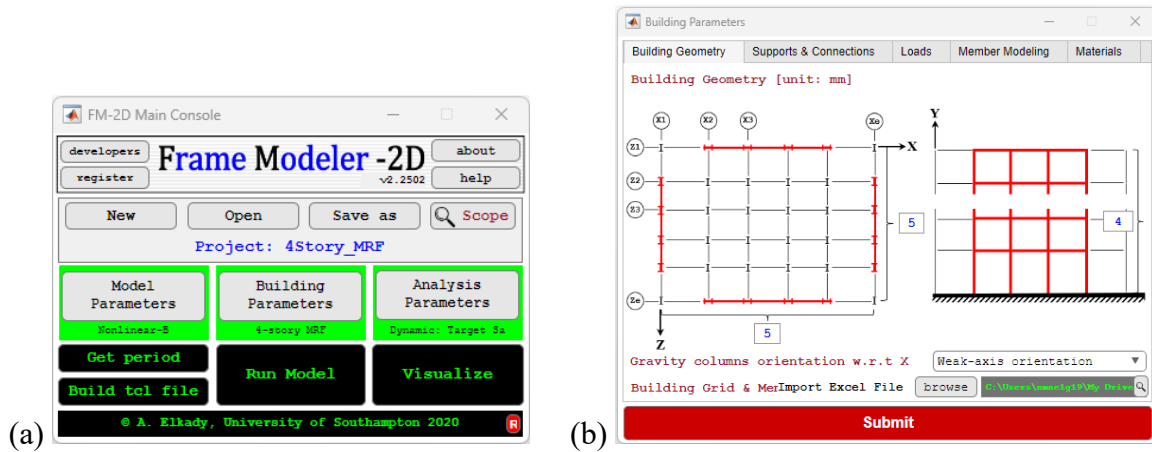 FM-2D Main Console
developers
Frame Modeler -2D
about
register
v2.2502
help
New
Open
Save as
Scope
Project: 4Story_MRF
Model Parameters
Building Parameters
Analysis Parameters
Nonlinear-B
4-story MRF
Dynamic: Target Sa
Get period
Build tcl file
Run Model
Visualize
© A. Elkady, University of Southampton 2020
R
(a)
Building Parameters
Building Geometry
Supports & Connections
Loads
Member Modeling
Materials
Building Geometry [unit: mm]
X1
X2
X3
Xe
Z1
X
Z2
Z3
5
Ze
5
Z
Y
4
Gravity columns orientation w.r.t X
Weak-axis orientation
Building Grid & Mem
Import Excel File
browse
Submit
(b)